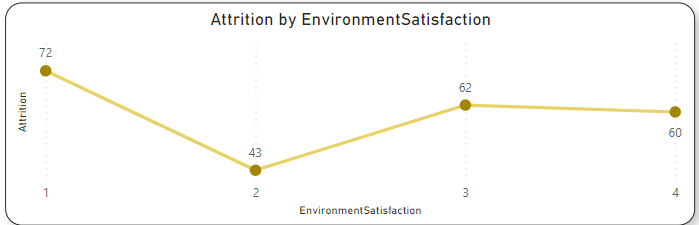 Attrition by EnvironmentSatisfaction
72
43
62
60
Attrition
1 2 3 4
EnvironmentSatisfaction